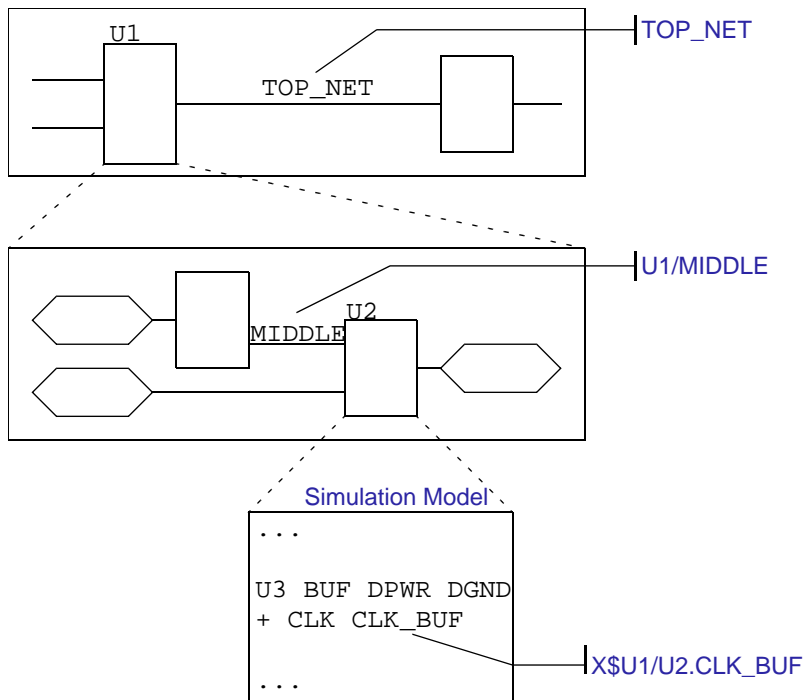 U1
TOP_NET
TOP_NET
U1/MIDDLE
U2
MIDDLE
Simulation Model
...
U3 BUF DPWR DGND
+ CLK CLK_BUF
X$U1/U2.CLK_BUF
...